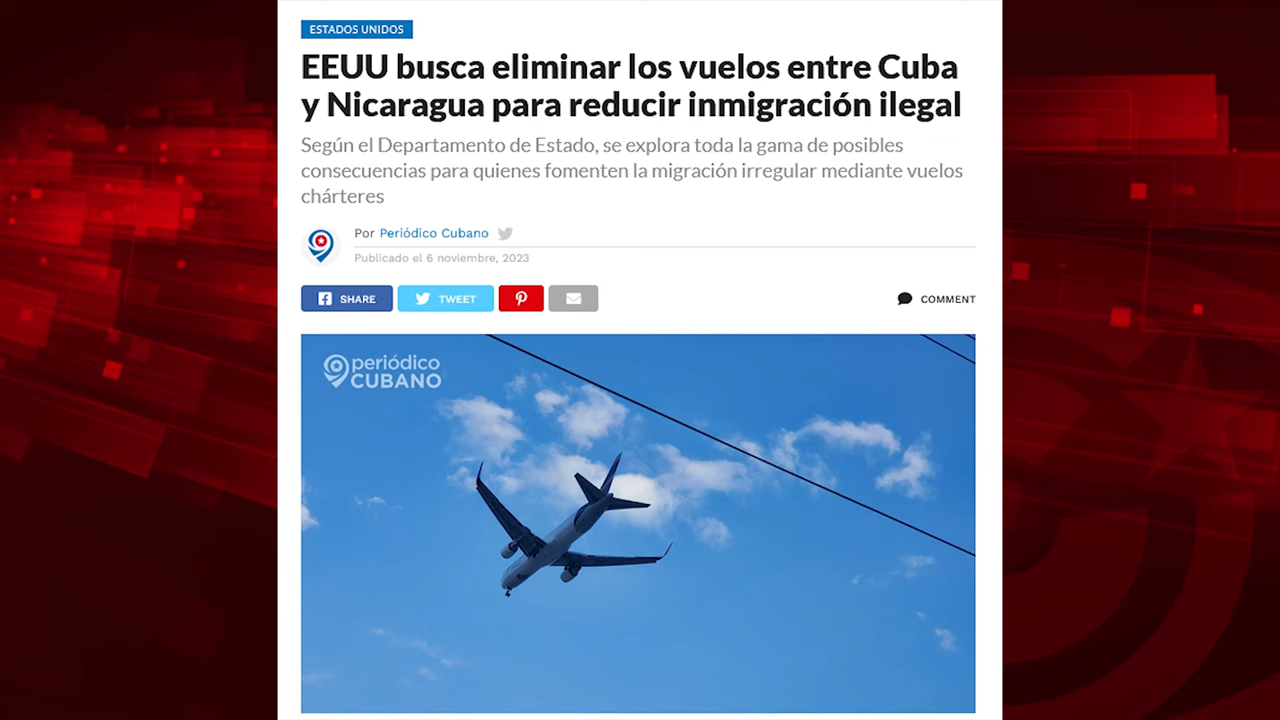 ESTADOS UNIDOS
EEUU busca eliminar los vuelos entre Cuba
y Nicaragua para reducir inmigración ilegal
Según el Departamento de Estado, se explora toda la gama de posibles
consecuencias para quienes fomenten la migración irregular mediante vuelos
chárteres
Por Periódico Cubano
Publicado el 6 noviembre, 2023
SHARE TWEET COMMENT
periódico
CUBANO